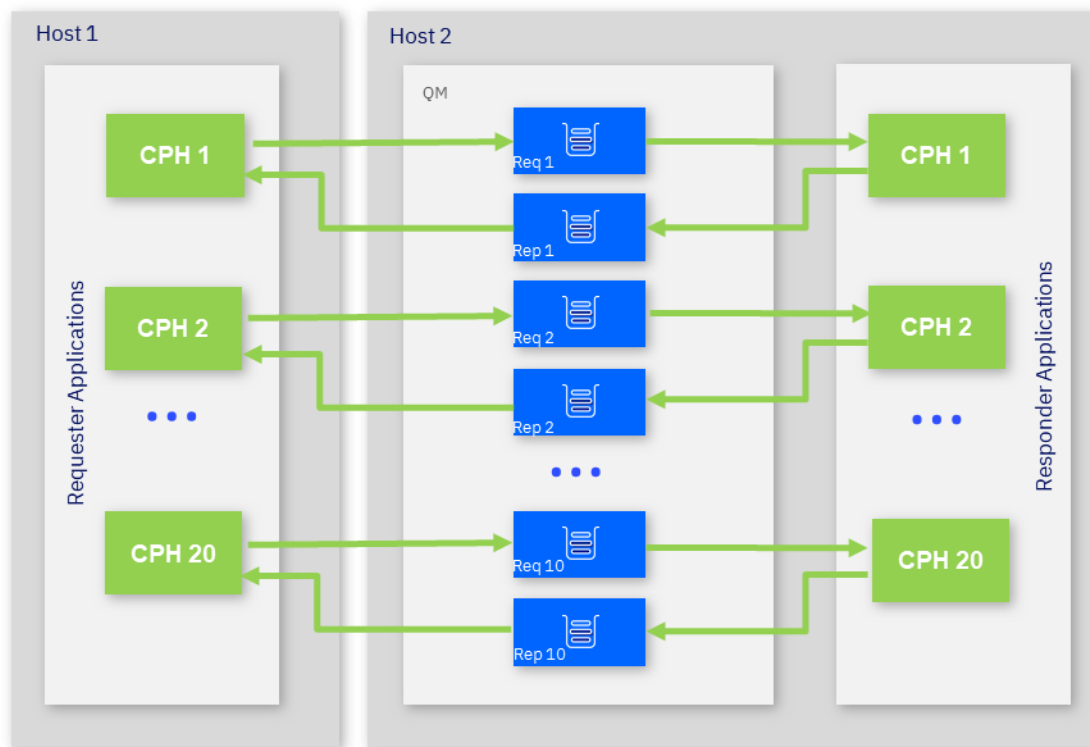 Host 1
Host 2
QM
Requester Applications
CPH 1
Req 1
CPH 1
Rep 1
CPH 2
Req 2
CPH 2
Rep 2
CPH 20
Req 10
CPH 20
Rep 10
Responder Applications